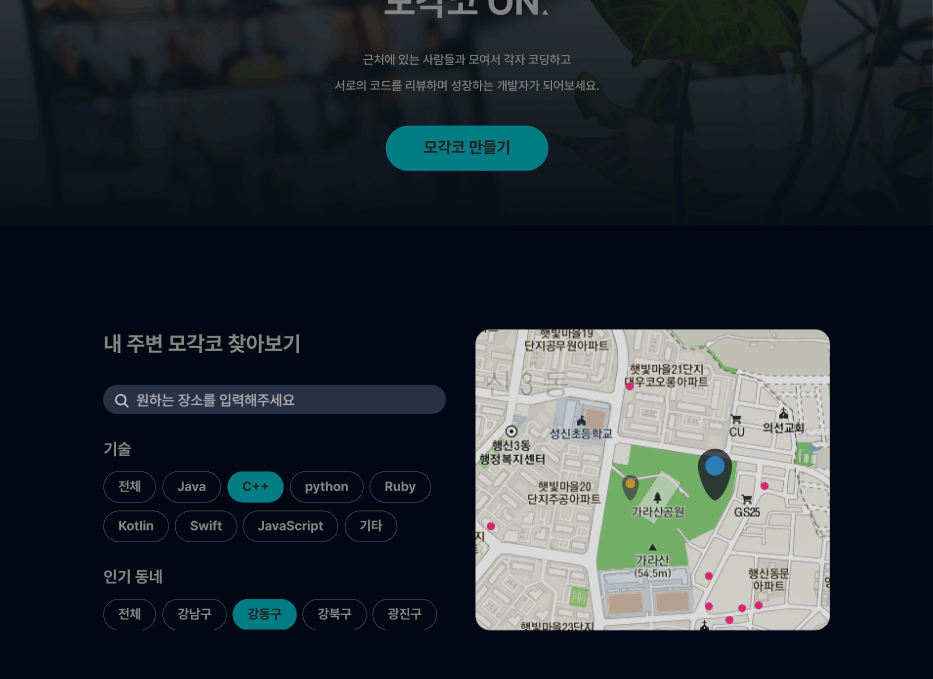 모각코 ON.
근처에 있는 사람들과 모여서 각자 코딩하고
서로의 코드를 리뷰하며 성장하는 개발자가 되어보세요.
모각코 만들기
내 주변 모각코 찾아보기
원하는 장소를 입력해주세요
기술
전체
Java
C++
python
Ruby
Kotlin
Swift
JavaScript
기타
인기 동네
전체
강남구
강동구
강북구
광진구
햇빛마을19
단지공무원아파트
햇빛마을21단지
대우코오롱아파트
신3동
CU
의선교회
성신초등학교
행신3동
행정복지센터
햇빛마을20
단지주공아파트
가라산공원
GS25
지
가라산
(54.5m)
행신동문
아파트
햇빛마을23단지